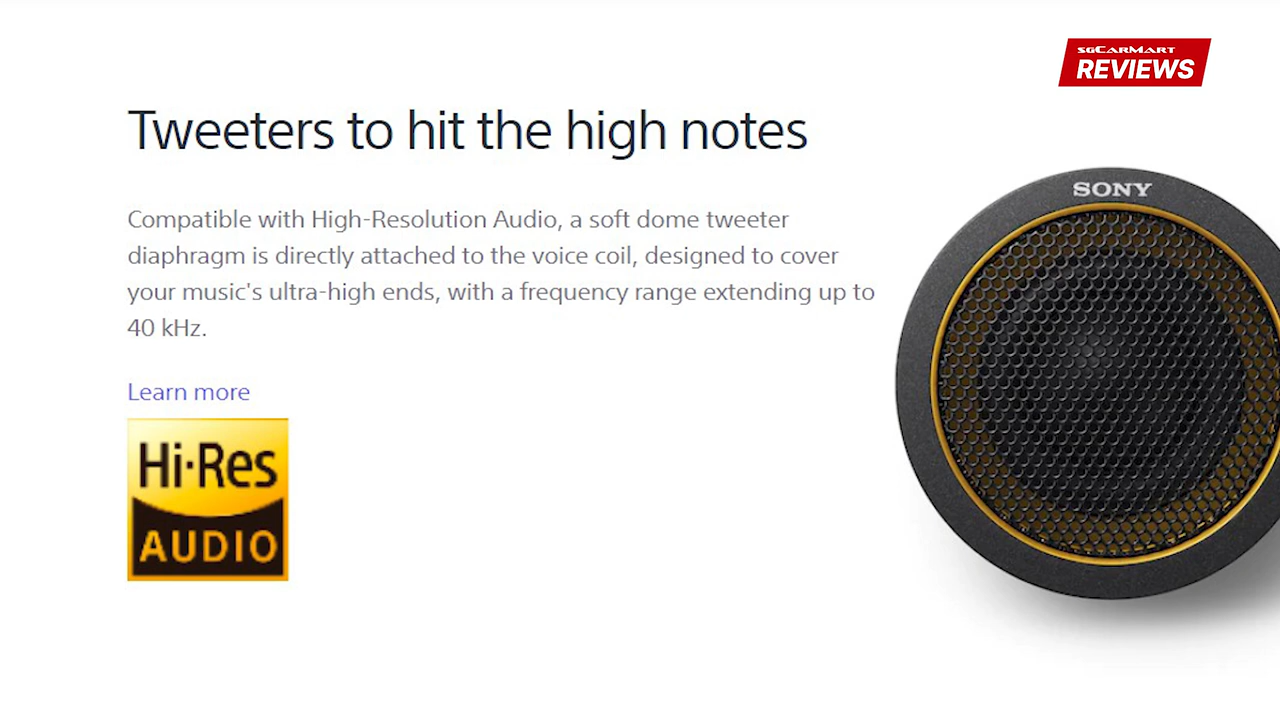 SGCARMART
REVIEWS
Tweeters to hit the high notes
SONY
Compatible with High-Resolution Audio, a soft dome tweeter
diaphragm is directly attached to the voice coil, designed to cover
your music's ultra-high ends, with a frequency range extending up to
40 kHz.
Learn more
Hi·Res
AUDIO